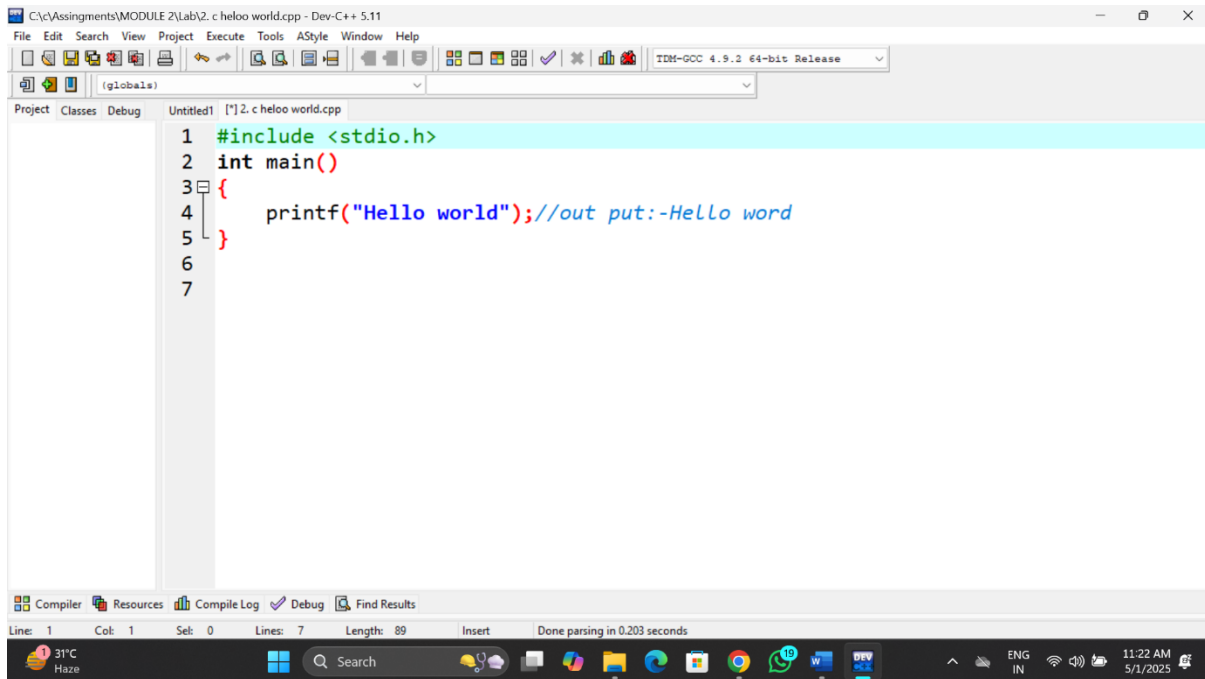 C:\c\Assingments\MODULE 2\Lab\2. c heloo world.cpp - Dev-C++ 5.11
File Edit Search View Project Execute Tools AStyle Window Help
TDM-GCC 4.9.2 64-bit Release
(globals)
Project Classes Debug Untitled1 [*] 2. c heloo world.cpp
1 #include <stdio.h>
2 int main()
3 {
4 printf("Hello world");//out put:-Hello word
5 }
6
7
Compiler Resources Compile Log Debug Find Results
Line: 1 Col: 1 Sel: 0 Lines: 7 Length: 89 Insert Done parsing in 0.203 seconds
1 31°C
Haze
Search
19
DEV
ENG
IN
11:22 AM
5/1/2025